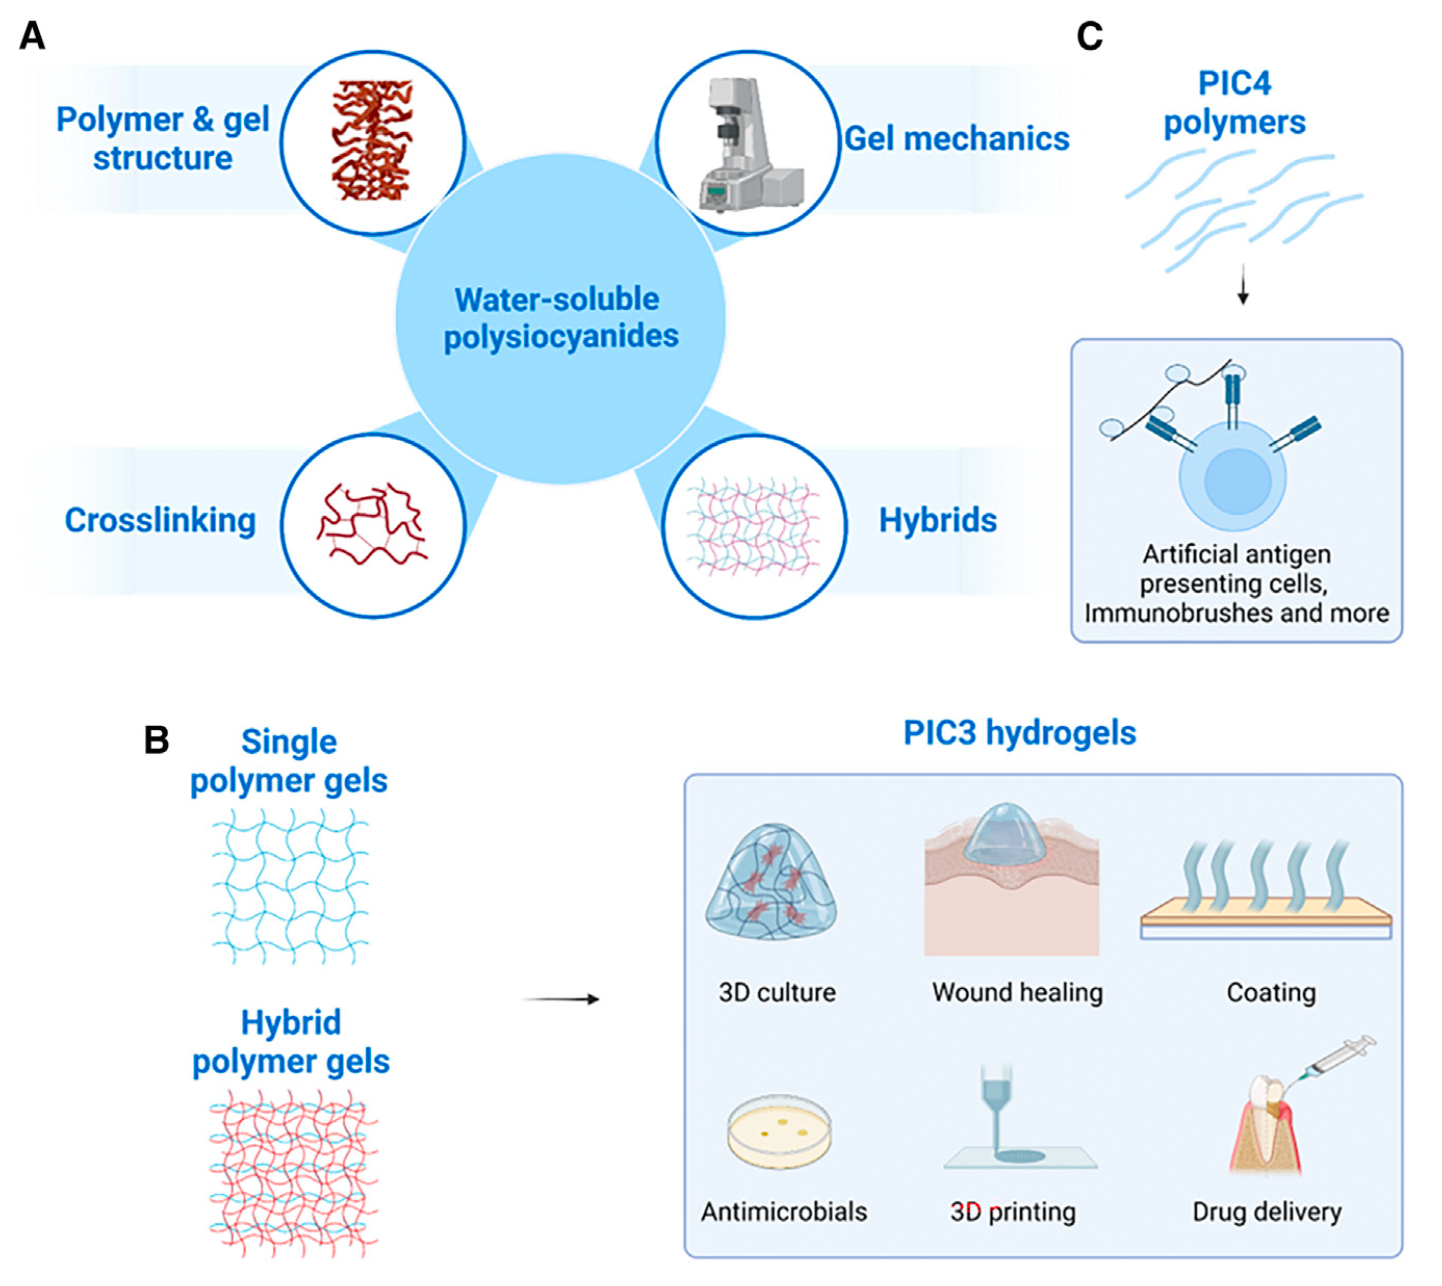 A
Polymer & gel
structure
Gel mechanics
Water-soluble
polysiocyanides
Crosslinking
Hybrids
C
PIC4
polymers
Artificial antigen
presenting cells,
Immunobrushes and more
B
Single
polymer gels
Hybrid
polymer gels
PIC3 hydrogels
3D culture
Wound healing
Coating
Antimicrobials
3D printing
Drug delivery